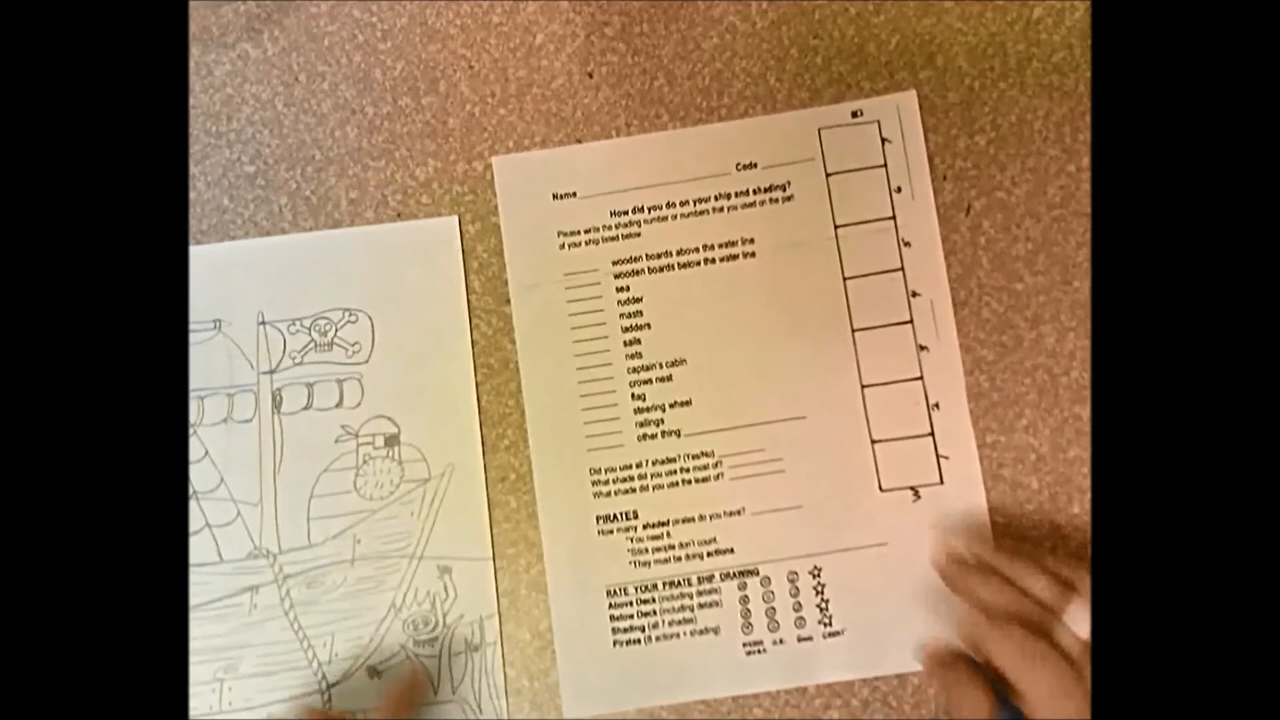 Name Code
How did you do on your ship and shading?
Please write the shading number or numbers that you used on the part
of your ship listed below.
wooden boards above the water line
wooden boards below the water line
sea
rudder
masts
ladders
sails
nets
captain's cabin
crows nest
flag
steering wheel
railings
other thing:
Did you use all 7 shades? (Yes/No)
What shade did you use the most of?
What shade did you use the least of?
PIRATES
How many shaded pirates do you have?
*You need 8.
*Stick people don't count.
*They must be doing actions.
RATE YOUR PIRATE SHIP DRAWING
Above Deck (including details)
Below Deck (including details)
Shading (all 7 shades)
Pirates (8 actions + shading)
O.K. GOOD GREAT
7
6
5
4
3
2
1
W